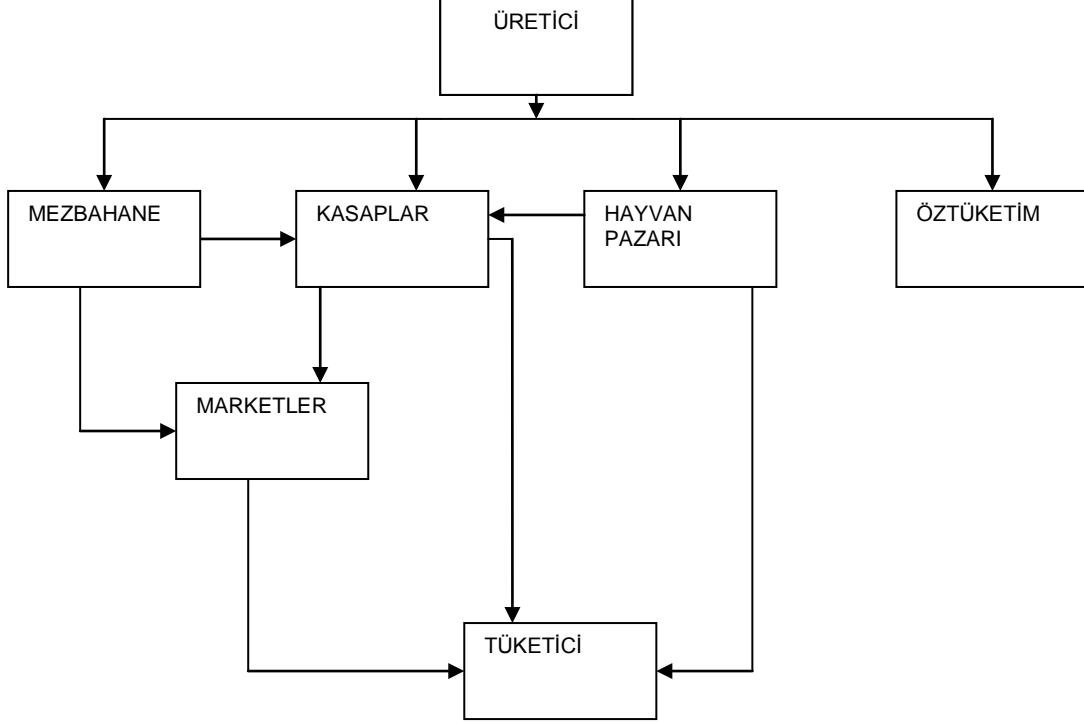 ÜRETİCİ
MEZBAHANE
KASAPLAR
HAYVAN
PAZARI
ÖZTÜKETİM
MARKETLER
TÜKETİCİ